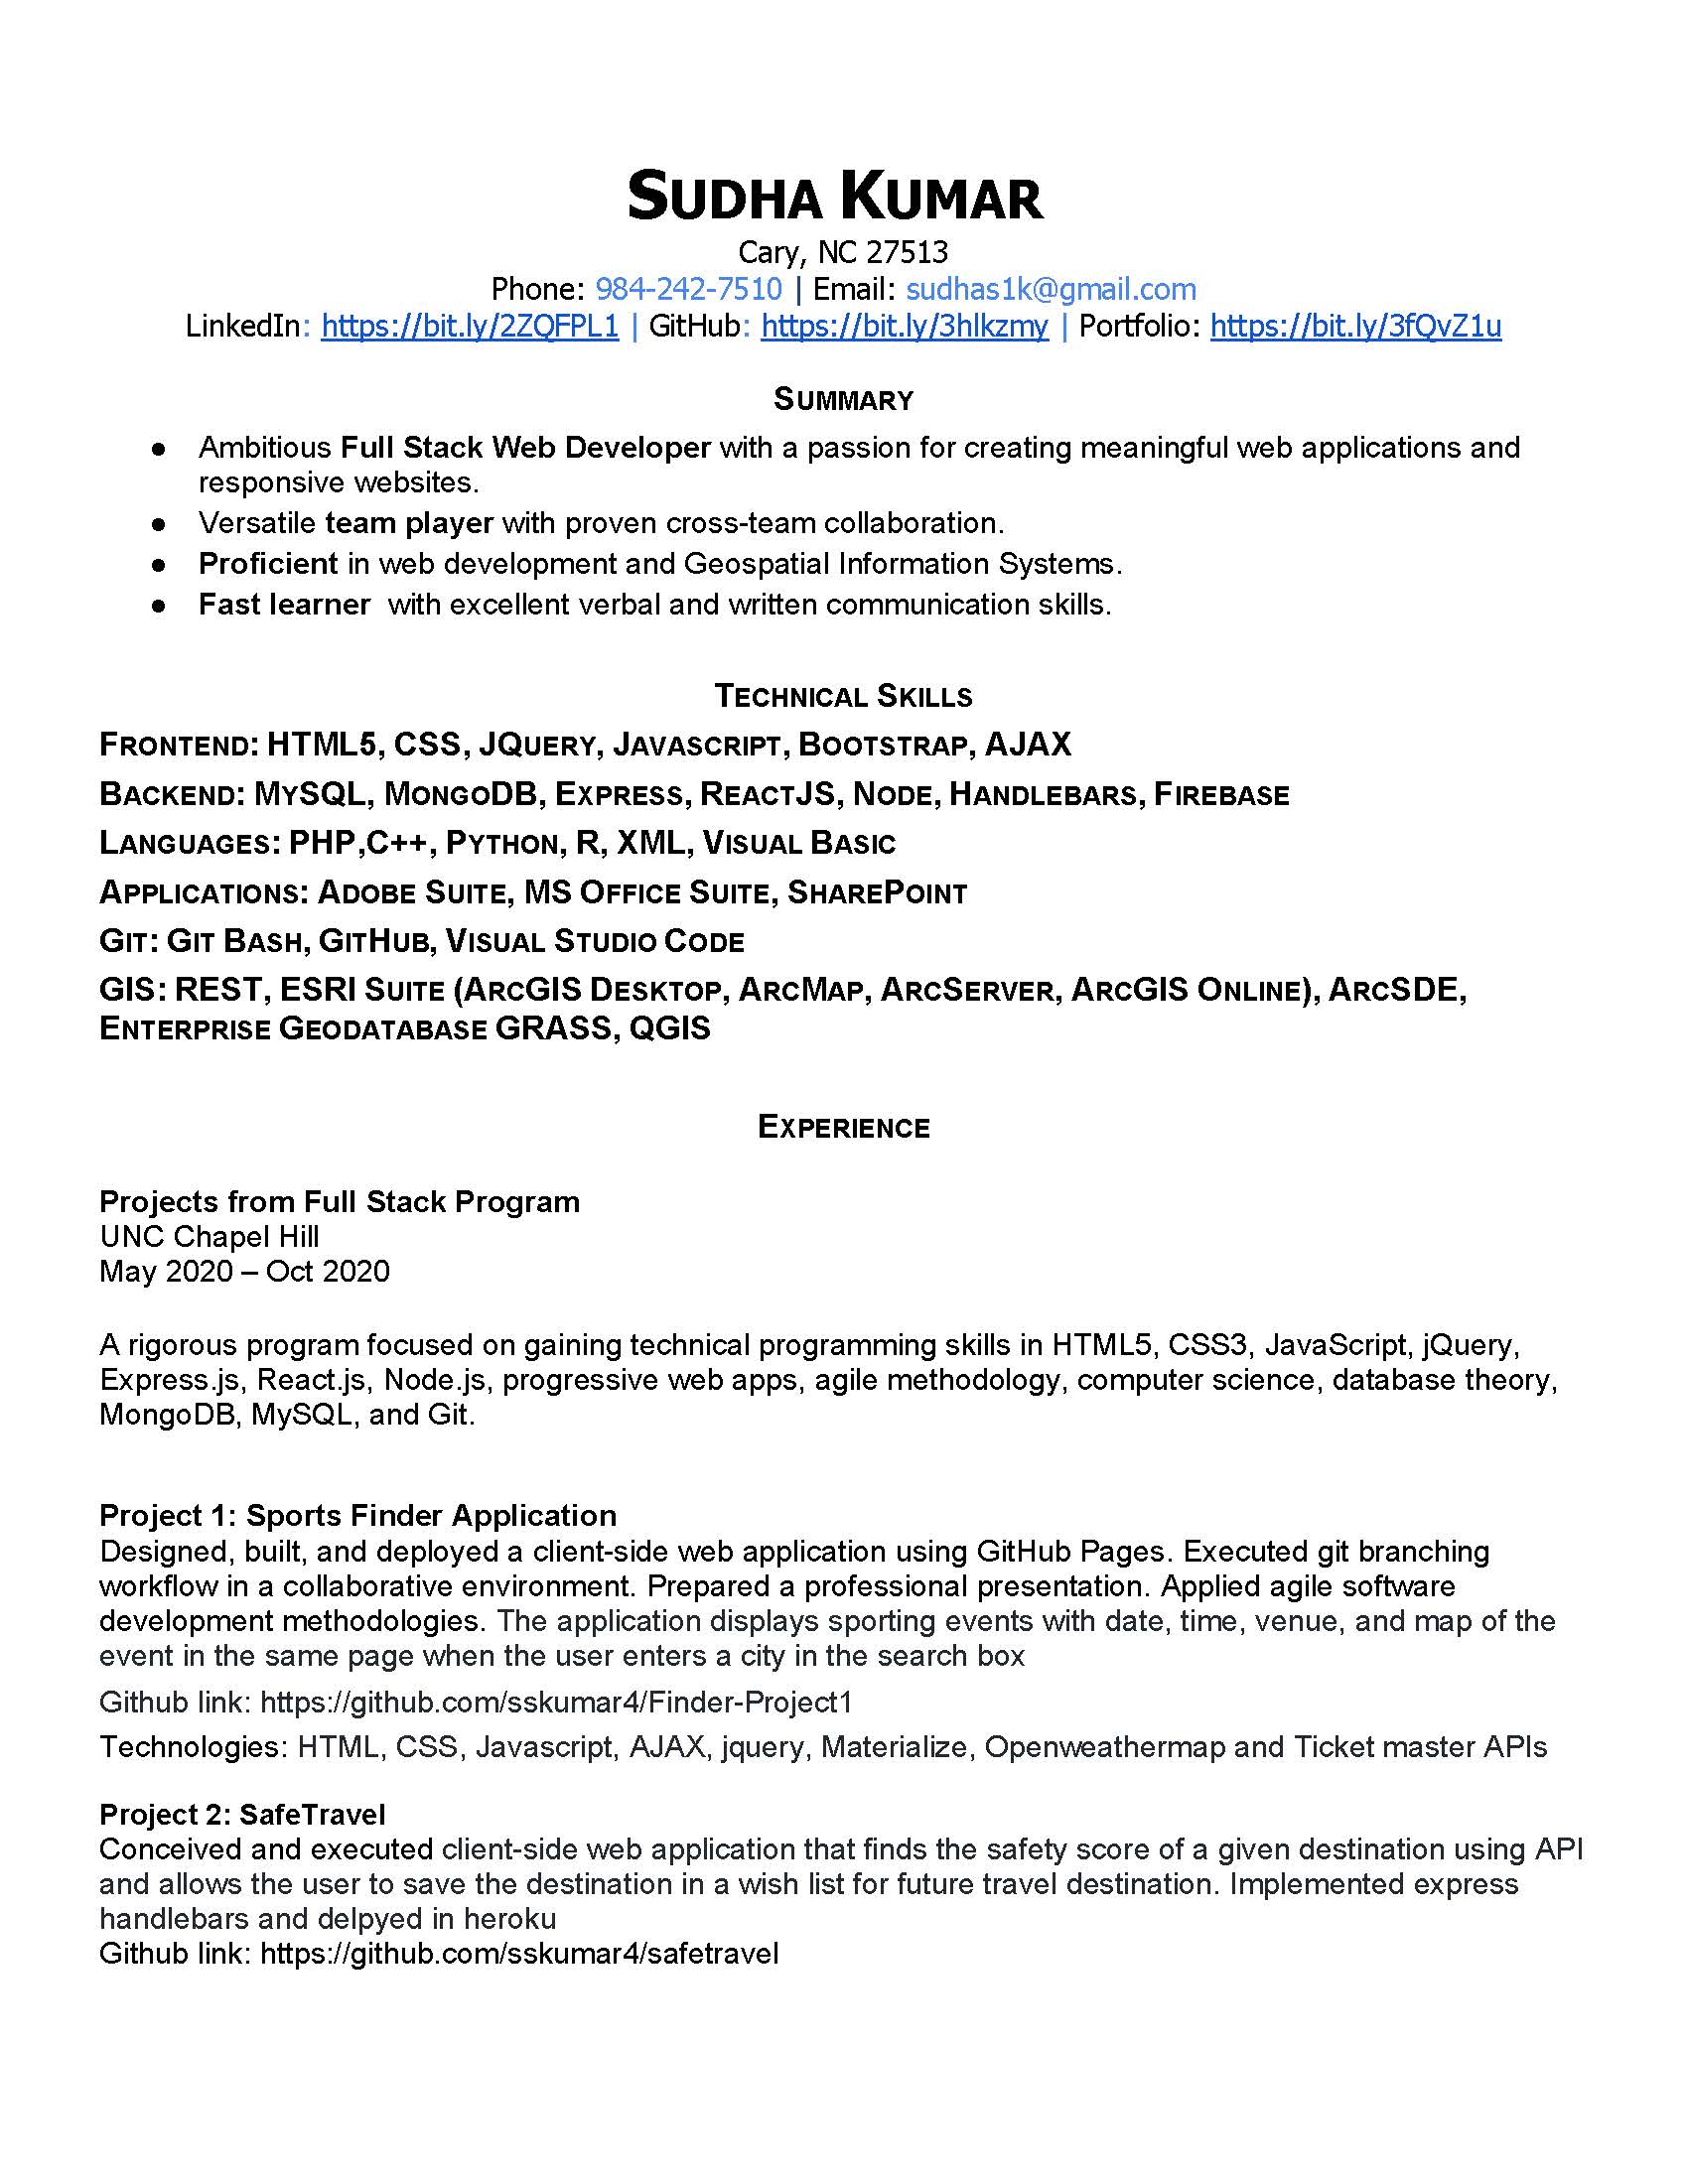 SUDHA KUMAR
Cary, NC 27513
Phone: 984-242-7510 | Email: sudhas1k@gmail.com
LinkedIn: https://bit.ly/2ZQFPL1 | GitHub: https://bit.ly/3hlkzmy | Portfolio: https://bit.ly/3fQvZ1u
SUMMARY
● Ambitious Full Stack Web Developer with a passion for creating meaningful web applications and
responsive websites.
● Versatile team player with proven cross-team collaboration.
● Proficient in web development and Geospatial Information Systems.
● Fast learner with excellent verbal and written communication skills.
TECHNICAL SKILLS
FRONTEND: HTML5, CSS, JQUERY, JAVASCRIPT, BOOTSTRAP, AJAX
BACKEND: MYSQL, MONGODB, EXPRESS, REACTJS, NODE, HANDLEBARS, FIREBASE
LANGUAGES: PHP,C++, PYTHON, R, XML, VISUAL BASIC
APPLICATIONS: ADOBE SUITE, MS OFFICE SUITE, SHAREPOINT
GIT: GIT BASH, GITHUB, VISUAL STUDIO CODE
GIS: REST, ESRI SUITE (ARCGIS DESKTOP, ARCMAP, ARCSERVER, ARCGIS ONLINE), ARCSDE,
ENTERPRISE GEODATABASE GRASS, QGIS
EXPERIENCE
Projects from Full Stack Program
UNC Chapel Hill
May 2020 – Oct 2020
A rigorous program focused on gaining technical programming skills in HTML5, CSS3, JavaScript, jQuery,
Express.js, React.js, Node.js, progressive web apps, agile methodology, computer science, database theory,
MongoDB, MySQL, and Git.
Project 1: Sports Finder Application
Designed, built, and deployed a client-side web application using GitHub Pages. Executed git branching
workflow in a collaborative environment. Prepared a professional presentation. Applied agile software
development methodologies. The application displays sporting events with date, time, venue, and map of the
event in the same page when the user enters a city in the search box
Github link: https://github.com/sskumar4/Finder-Project1
Technologies: HTML, CSS, Javascript, AJAX, jquery, Materialize, Openweathermap and Ticket master APIs
Project 2: SafeTravel
Conceived and executed client-side web application that finds the safety score of a given destination using API
and allows the user to save the destination in a wish list for future travel destination. Implemented express
handlebars and delpyed in heroku
Github link: https://github.com/sskumar4/safetravel